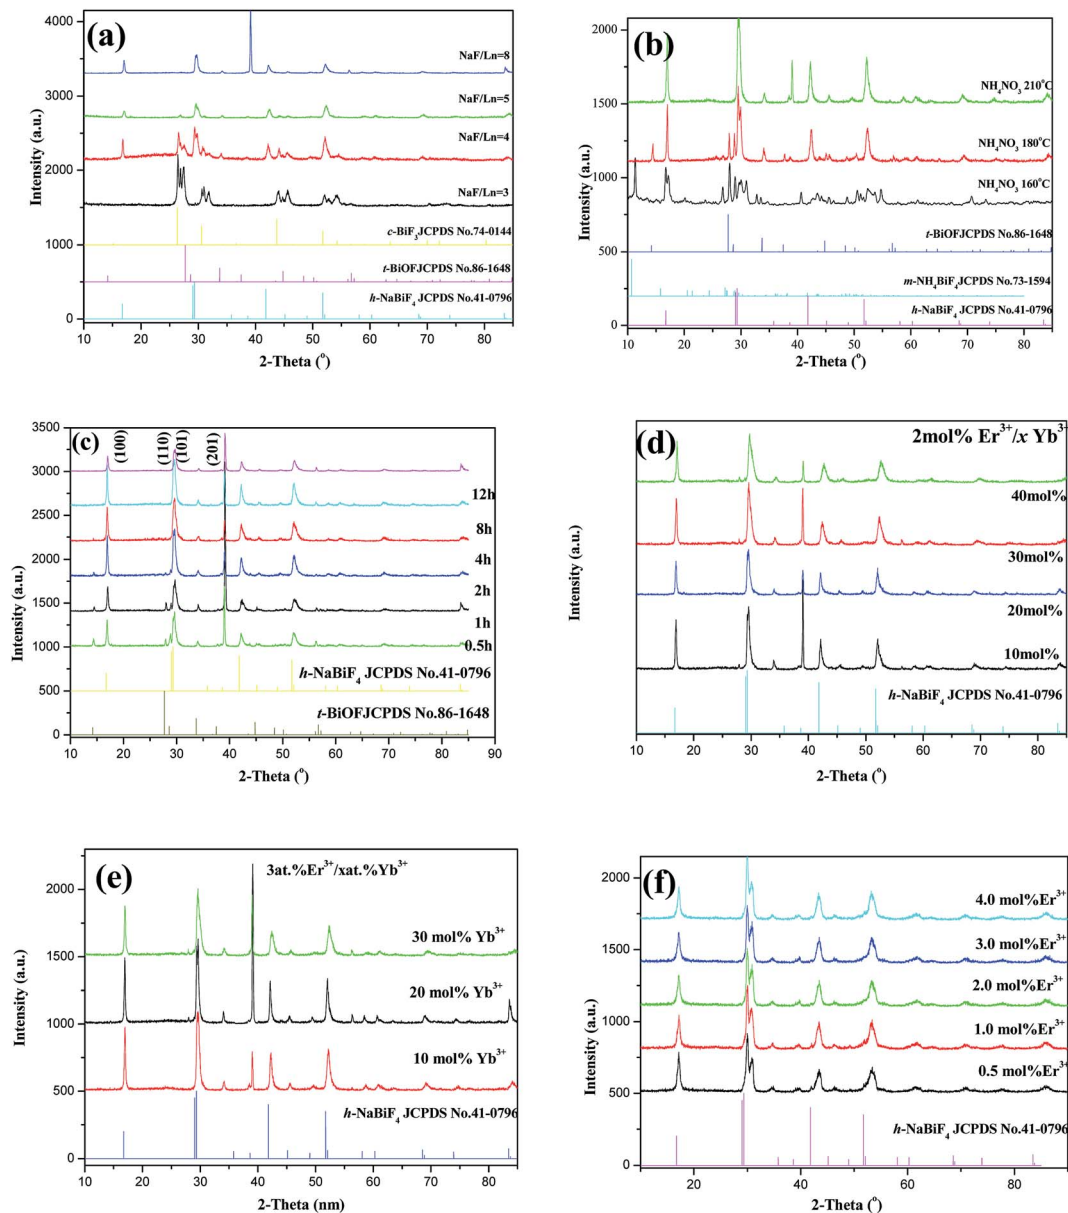 (a)
NaF/Ln=8
NaF/Ln=5
NaF/Ln=4
NaF/Ln=3
c-BiF3JCPDS No.74-0144
t-BiOFJCPDS No.86-1648
h-NaBiF4 JCPDS No.41-0796
Intensity (a.u.)
4000
3000
2000
1000
0
10 20 30 40 50 60 70 80
2-Theta (°)
(b)
NH4NO3 210°C
NH4NO3 180°C
NH4NO3 160°C
t-BiOFJCPDS No.86-1648
m-NH4BiF4JCPDS No.73-1594
h-NaBiF4JCPDS No.41-0796
Intensity (a.u.)
2000
1500
1000
500
0
10 20 30 40 50 60 70 80
2-Theta (°)
(c)
(100)
(110)
(101)
(201)
12h
8h
4h
2h
1h
0.5h
h-NaBiF4 JCPDS No.41-0796
t-BiOFJCPDS No.86-1648
Intensity (a.u.)
3500
3000
2500
2000
1500
1000
500
0
10 20 30 40 50 60 70 80 90
2-Theta (°)
(d)
2mol% Er3+/x Yb3+
40mol%
30mol%
20mol%
10mol%
h-NaBiF4 JCPDS No.41-0796
Intensity (a.u.)
10 20 30 40 50 60 70 80
2-Theta (°)
(e)
3at.%Er3+/xat.%Yb3+
30 mol% Yb3+
20 mol% Yb3+
10 mol% Yb3+
h-NaBiF4 JCPDS No.41-0796
Intensity (a.u.)
2000
1500
1000
500
0
10 20 30 40 50 60 70 80
2-Theta (nm)
(f)
4.0 mol%Er3+
3.0 mol%Er3+
2.0 mol%Er3+
1.0 mol%Er3+
0.5 mol%Er3+
h-NaBiF4 JCPDS No.41-0796
Intensity (a.u.)
2000
1500
1000
500
0
20 40 60 80
2-Theta (°)